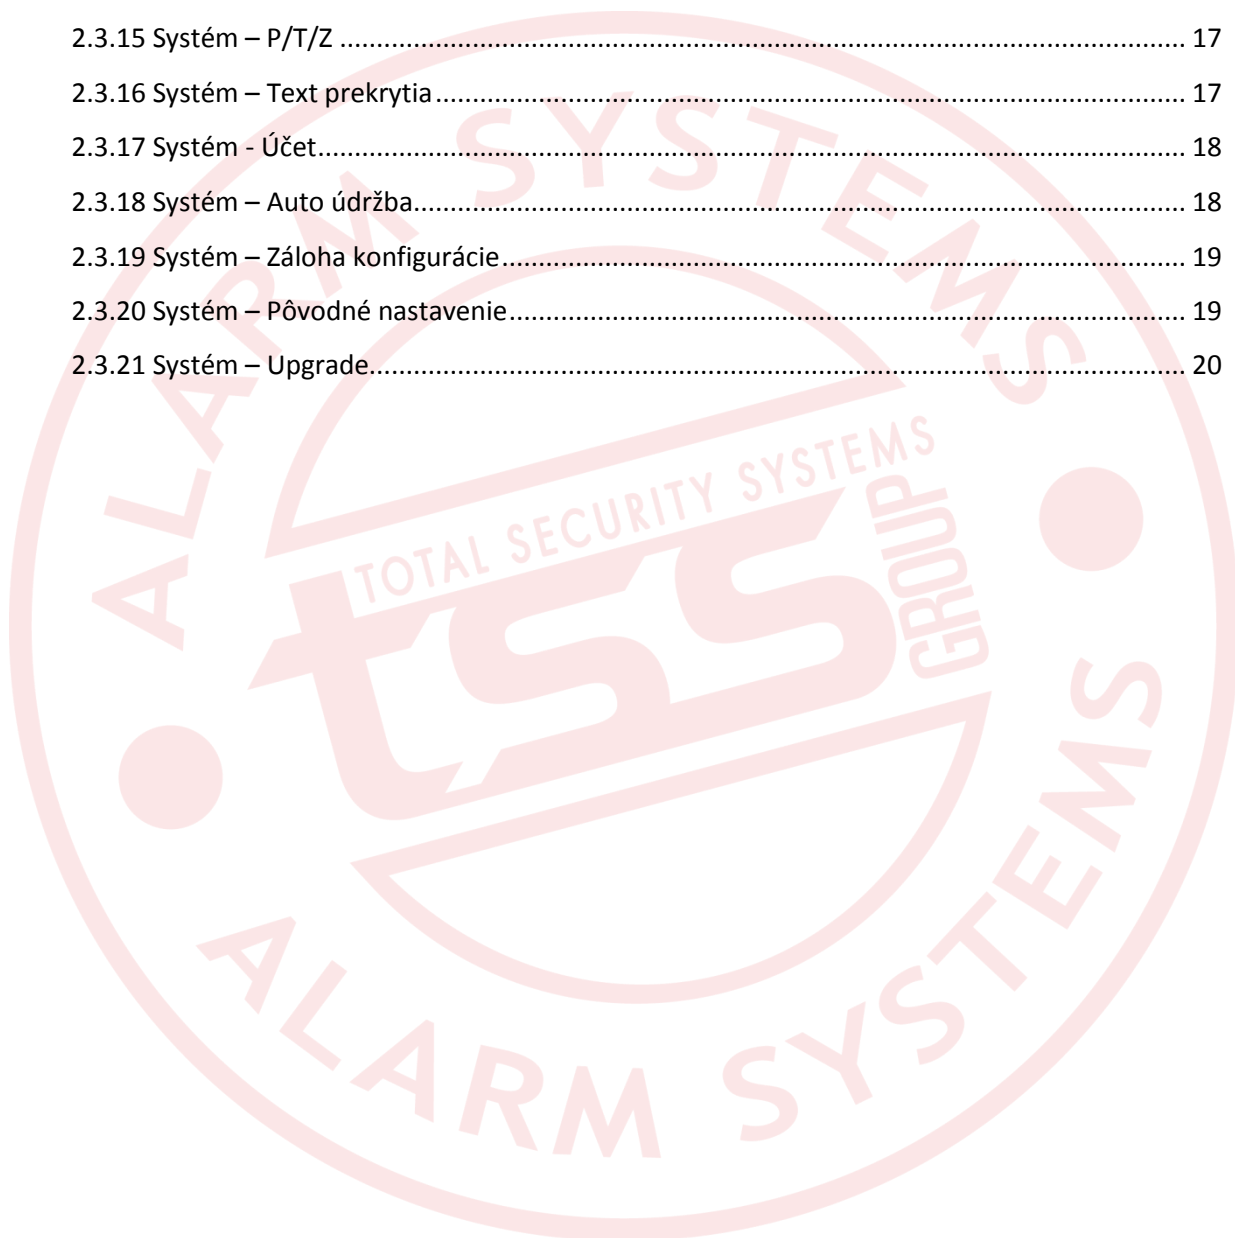 2.3.15 Systém – P/T/Z ........ 17
2.3.16 Systém – Text prekrytia ........ 17
2.3.17 Systém - Účet ........ 18
2.3.18 Systém – Auto údržba ........ 18
2.3.19 Systém – Záloha konfigurácie ........ 19
2.3.20 Systém – Pôvodné nastavenie ........ 19
2.3.21 Systém – Upgrade ........ 20
ALARM SYSTEMS
TOTAL SECURITY SYSTEMS
tss
GROUP
ALARM SYSTEMS